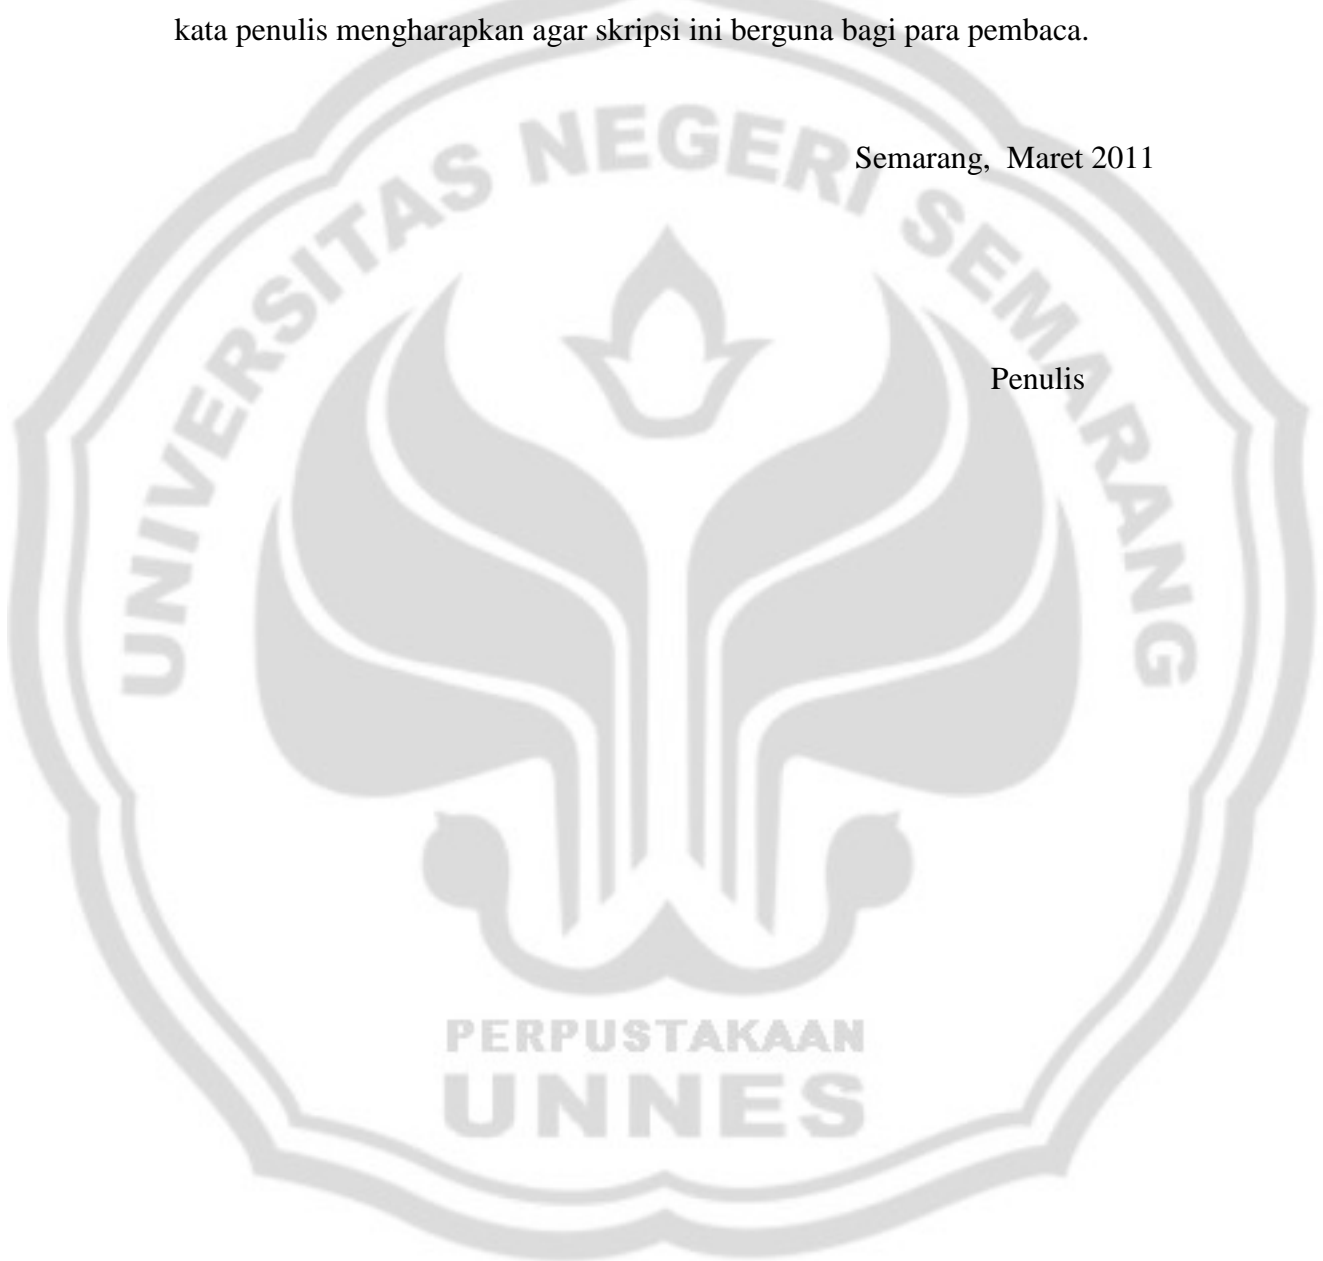 kata penulis mengharapkan agar skripsi ini berguna bagi para pembaca.
Semarang,  Maret 2011
Penulis
UNIVERSITAS NEGERI SEMARANG
PERPUSTAKAAN
UNNES